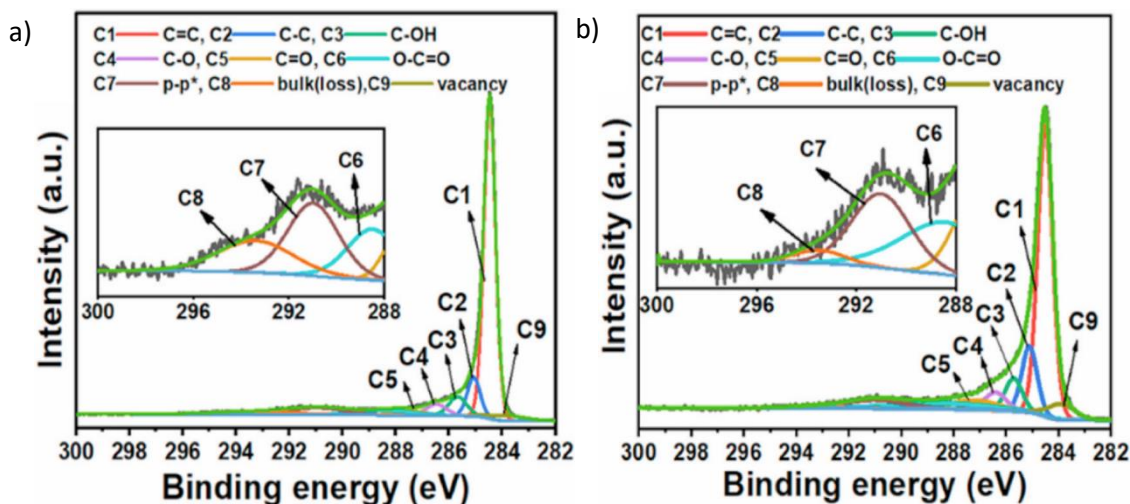 a)
C1 C=C, C2 C-C, C3 C-OH
C4 C-O, C5 C=O, C6 O-C=O
C7 p-p*, C8 bulk(loss),C9 vacancy
Intensity (a.u.)
C8
C7
C6
300 296 292 288
C1
C2
C3
C4
C5
C9
300 298 296 294 292 290 288 286 284 282
Binding energy (eV)
b)
C1 C=C, C2 C-C, C3 C-OH
C4 C-O, C5 C=O, C6 O-C=O
C7 p-p*, C8 bulk(loss), C9 vacancy
Intensity (a.u.)
C8
C7
C6
300 296 292 288
C1
C2
C3
C4
C5
C9
300 298 296 294 292 290 288 286 284 282
Binding energy (eV)